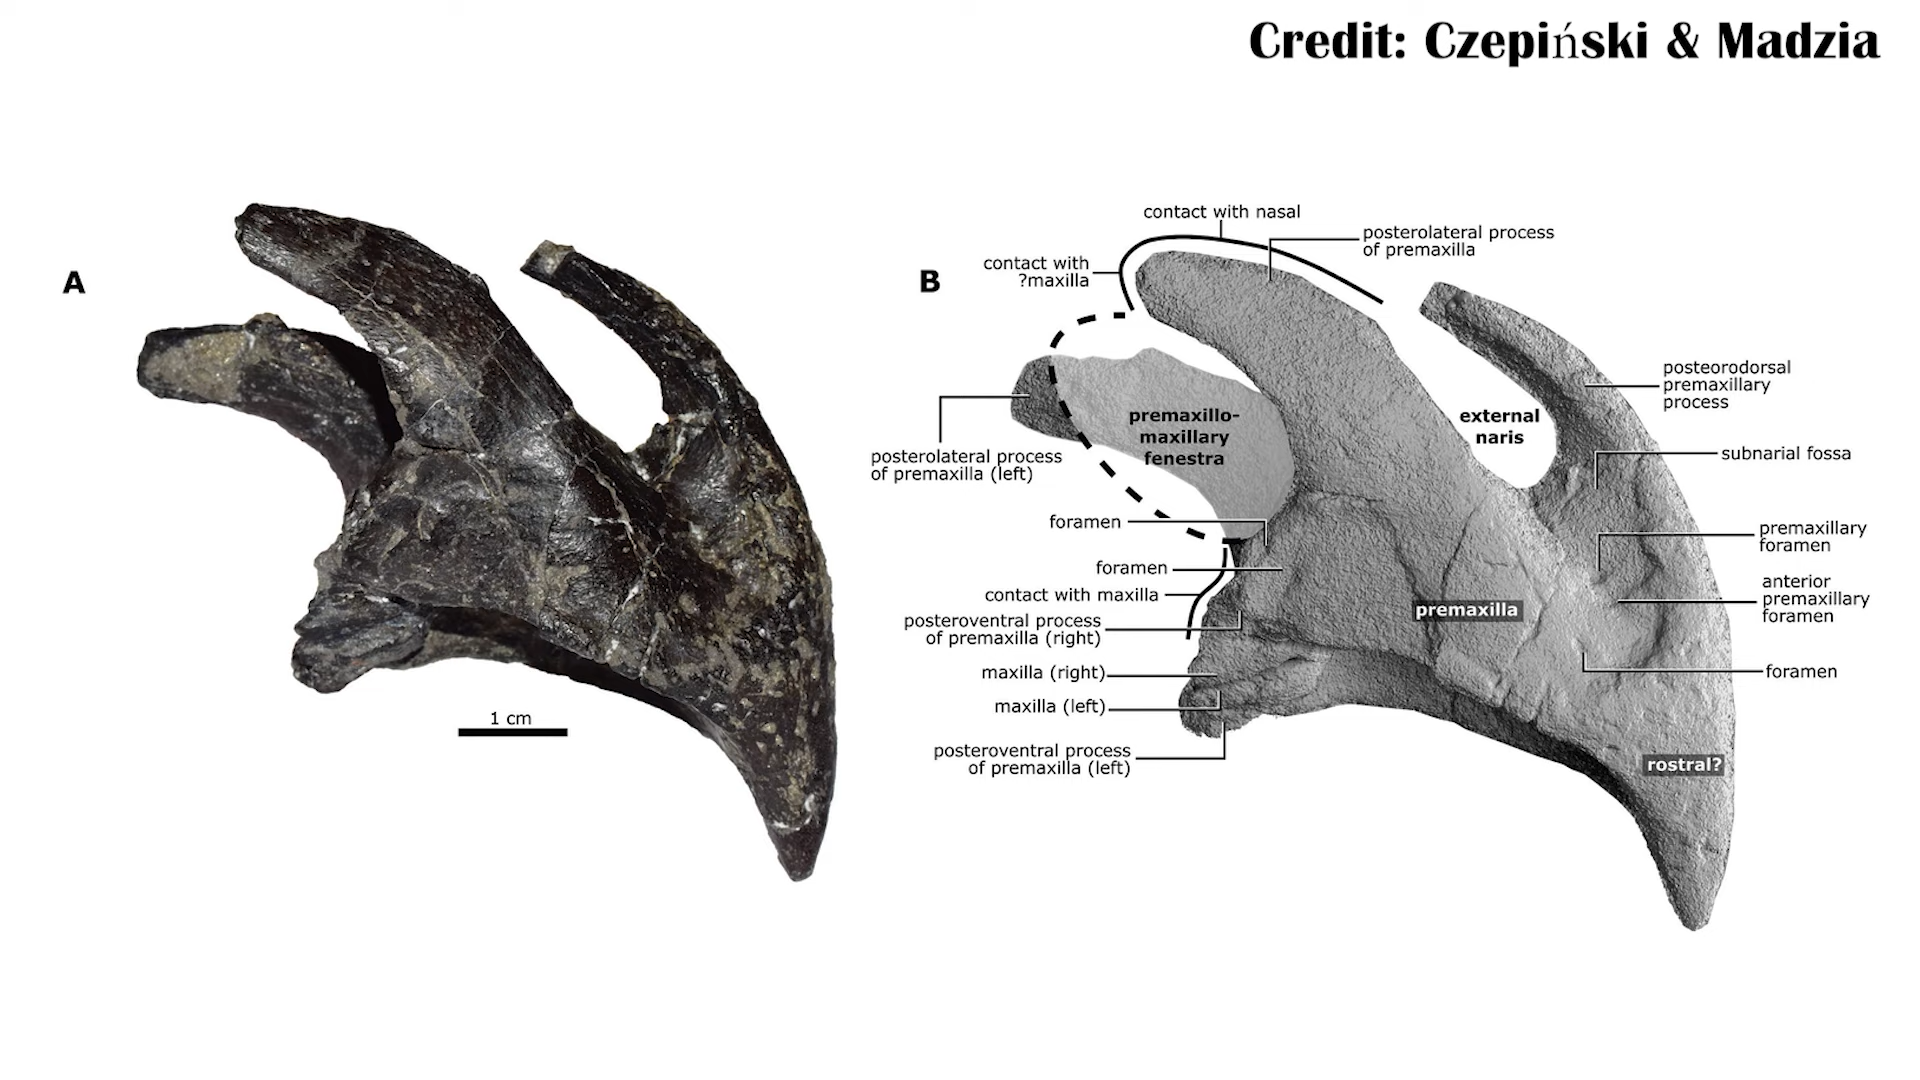 Credit: Czepiński & Madzia
A
1 cm
B
contact with nasal
posterolateral process
of premaxilla
contact with
?maxilla
posteorodorsal
premaxillary
process
premaxillo-
maxillary
fenestra
external
naris
subnarial fossa
posterolateral process
of premaxilla (left)
foramen
premaxillary
foramen
foramen
contact with maxilla
anterior
premaxillary
foramen
premaxilla
posteroventral process
of premaxilla (right)
maxilla (right)
foramen
maxilla (left)
posteroventral process
of premaxilla (left)
rostral?